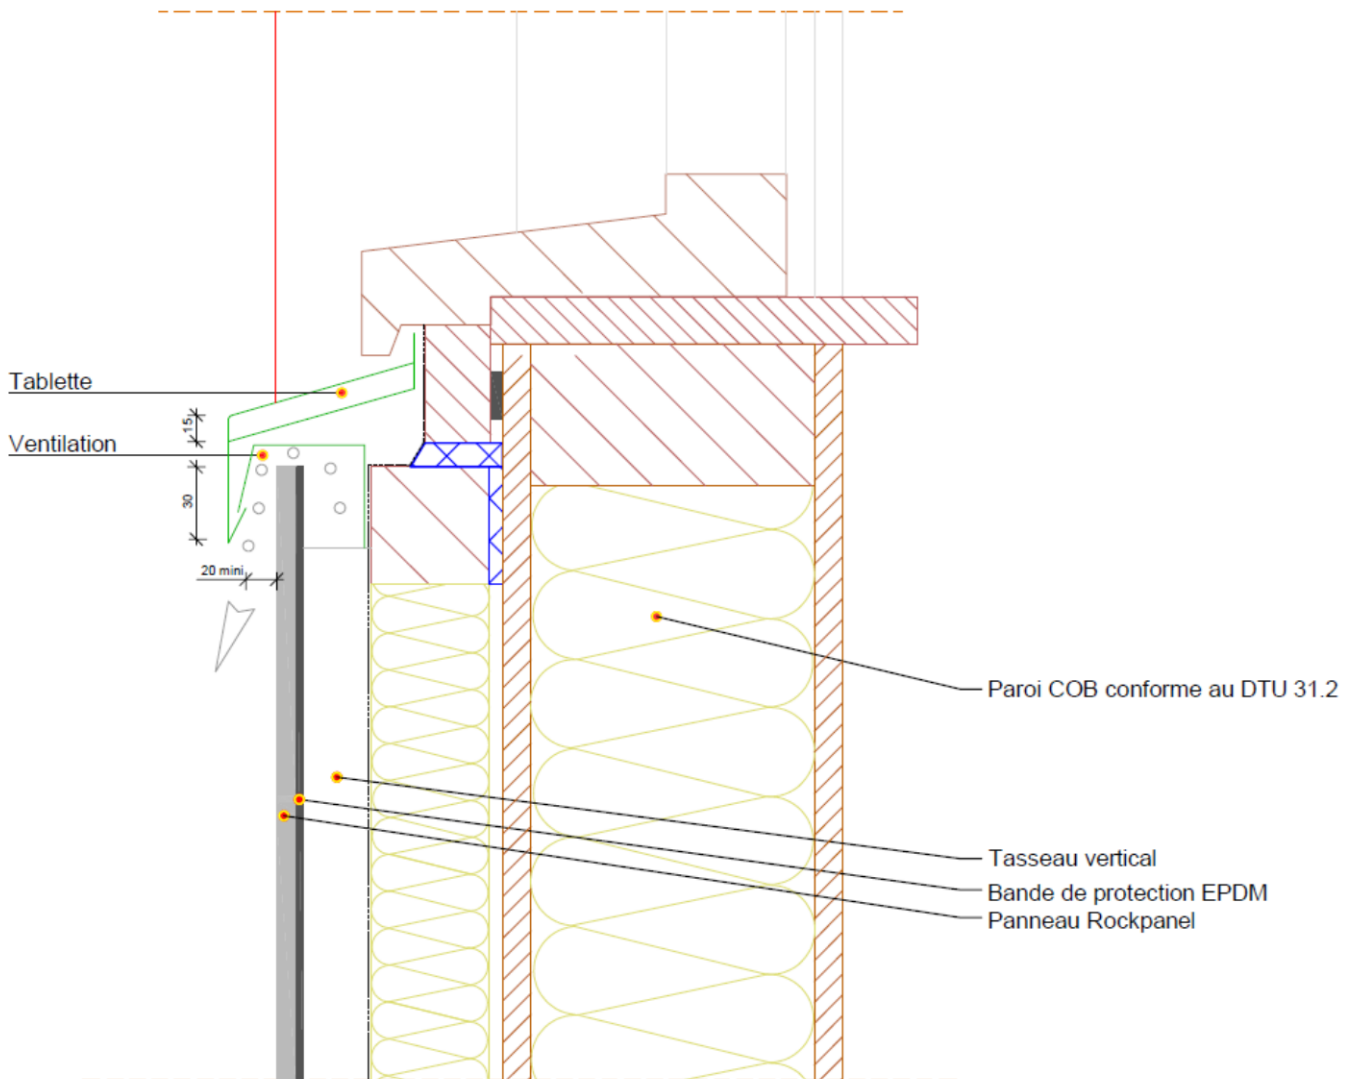 Tablette
15
Ventilation
30
20 mini
Paroi COB conforme au DTU 31.2
Tasseau vertical
Bande de protection EPDM
Panneau Rockpanel